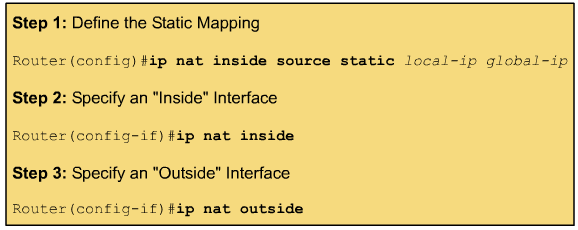 Step 1: Define the Static Mapping
Router(config)#ip nat inside source static local-ip global-ip
Step 2: Specify an "Inside" Interface
Router(config-if)#ip nat inside
Step 3: Specify an "Outside" Interface
Router(config-if)#ip nat outside